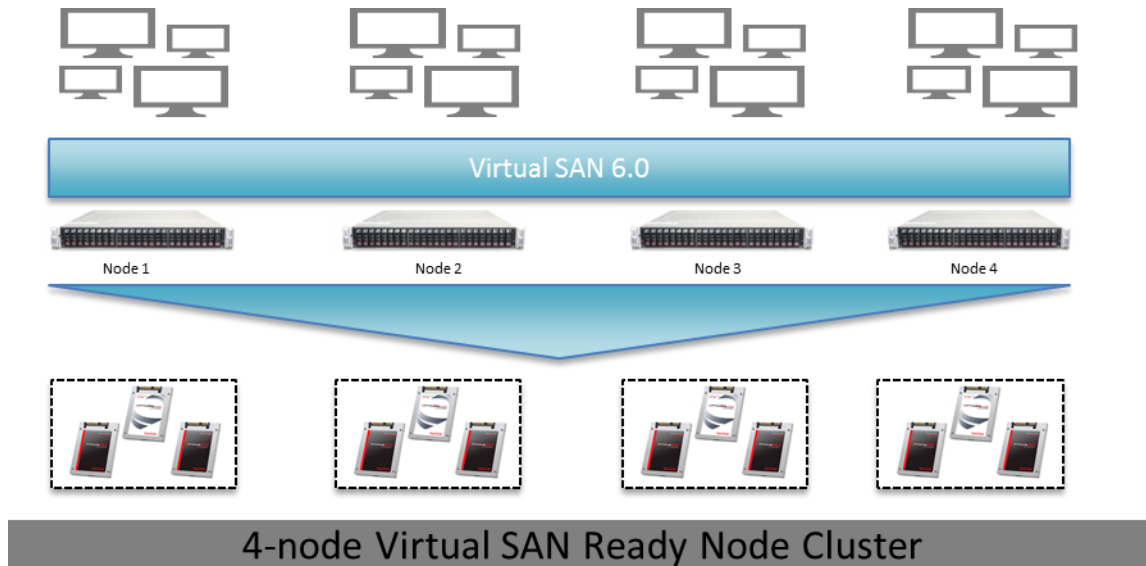 Virtual SAN 6.0
Node 1
Node 2
Node 3
Node 4
4-node Virtual SAN Ready Node Cluster